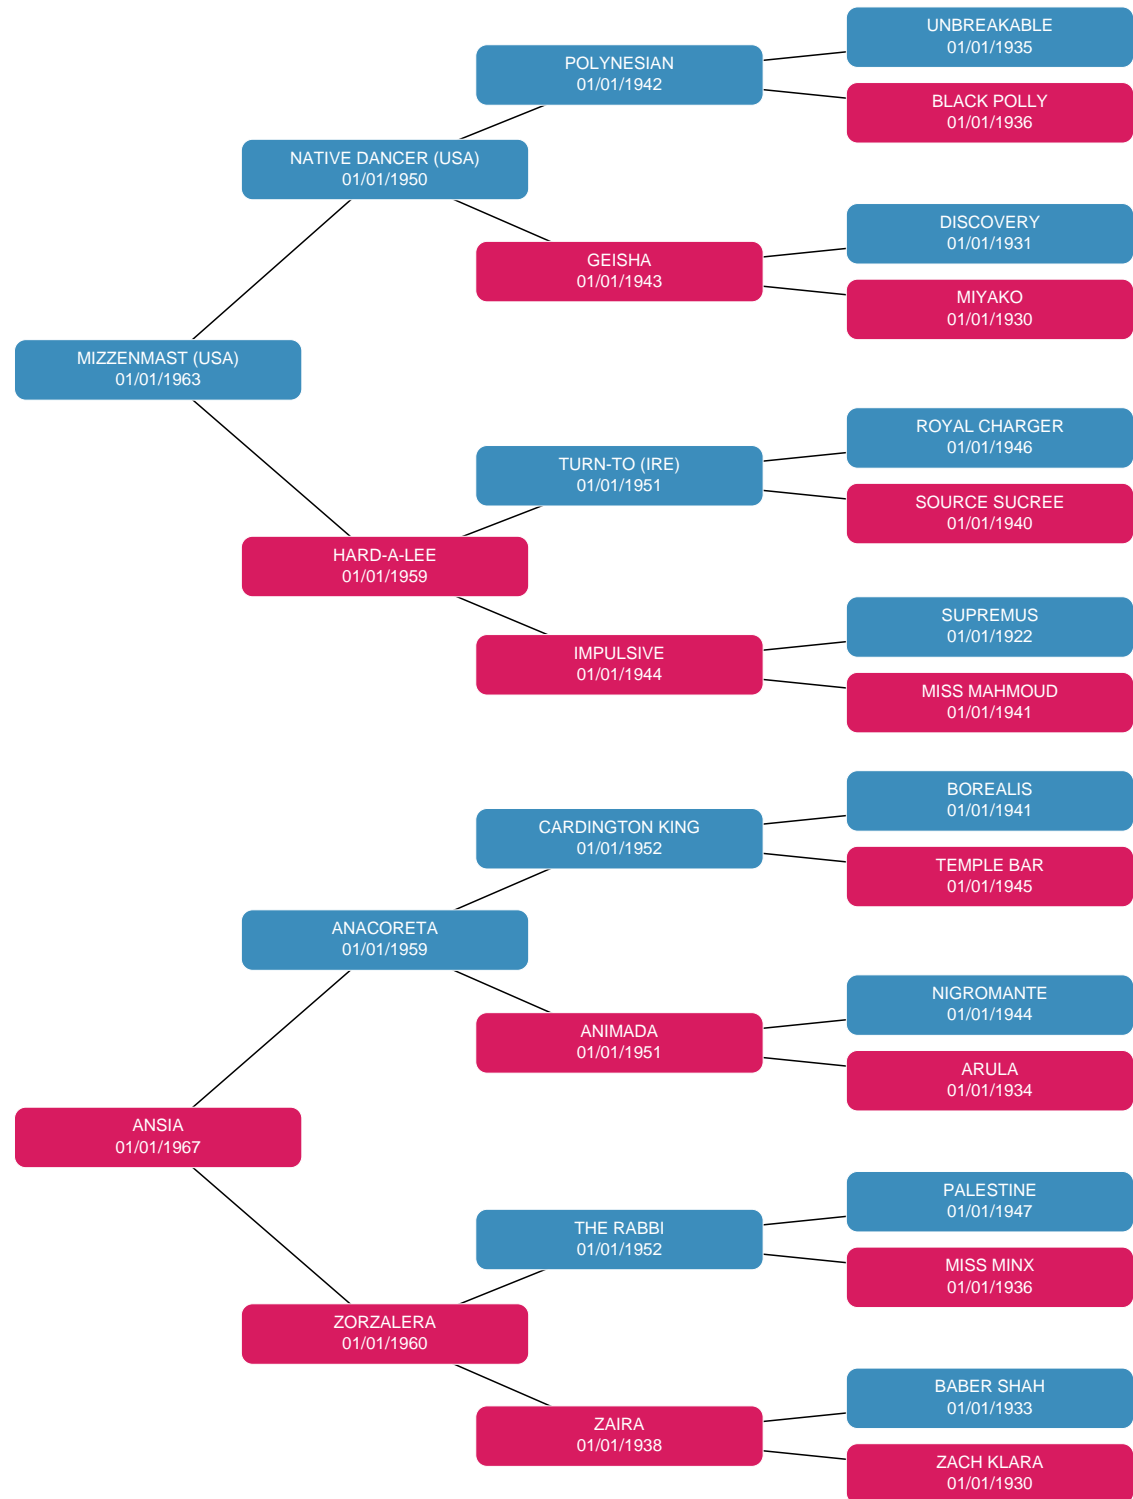 UNBREAKABLE
01/01/1935
POLYNESIAN
01/01/1942
BLACK POLLY
01/01/1936
NATIVE DANCER (USA)
01/01/1950
DISCOVERY
01/01/1931
GEISHA
01/01/1943
MIYAKO
01/01/1930
MIZZENMAST (USA)
01/01/1963
ROYAL CHARGER
01/01/1946
TURN-TO (IRE)
01/01/1951
SOURCE SUCREE
01/01/1940
HARD-A-LEE
01/01/1959
SUPREMUS
01/01/1922
IMPULSIVE
01/01/1944
MISS MAHMOUD
01/01/1941
BOREALIS
01/01/1941
CARDINGTON KING
01/01/1952
TEMPLE BAR
01/01/1945
ANACORETA
01/01/1959
NIGROMANTE
01/01/1944
ANIMADA
01/01/1951
ARULA
01/01/1934
ANSIA
01/01/1967
PALESTINE
01/01/1947
THE RABBI
01/01/1952
MISS MINX
01/01/1936
ZORZALERA
01/01/1960
BABER SHAH
01/01/1933
ZAIRA
01/01/1938
ZACH KLARA
01/01/1930